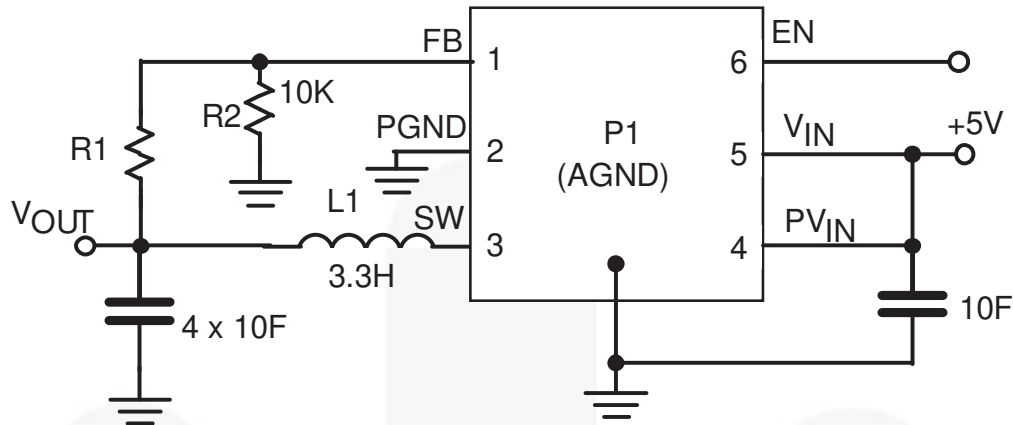 FB
1
EN
6
R1
R2
10K
PGND
2
P1
(AGND)
VIN
5
+5V
VOUT
L1
SW
3
3.3H
PVIN
4
4 x 10F
10F